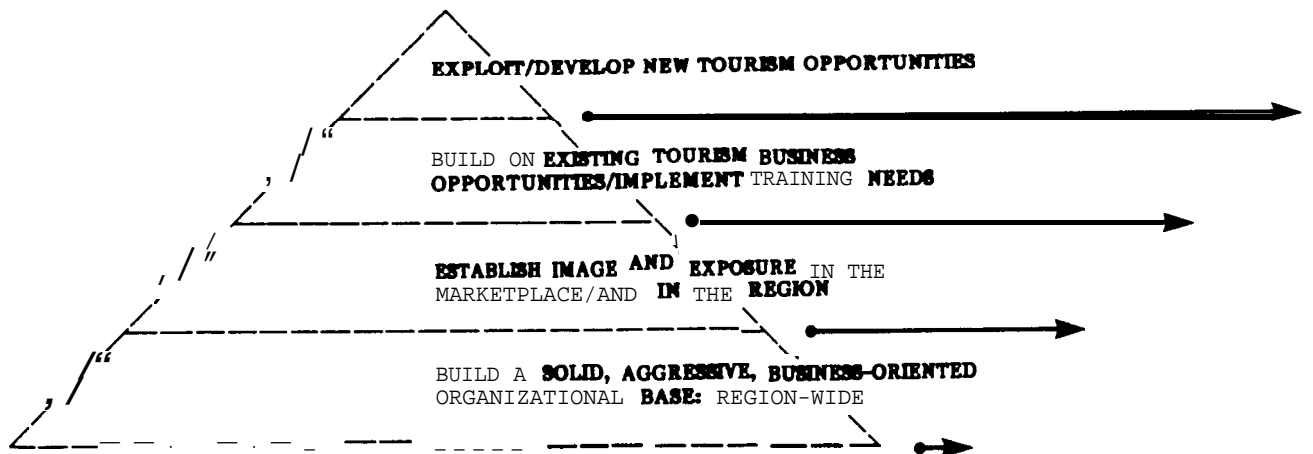 EXPLOIT/DEVELOP NEW TOURISM OPPORTUNITIES
BUILD ON EXISTING TOURISM BUSINESS
OPPORTUNITIES/IMPLEMENT TRAINING NEEDS
ESTABLISH IMAGE AND EXPOSURE IN THE
MARKETPLACE/AND IN THE REGION
BUILD A SOLID, AGGRESSIVE, BUSINESS-ORIENTED
ORGANIZATIONAL BASE: REGION-WIDE